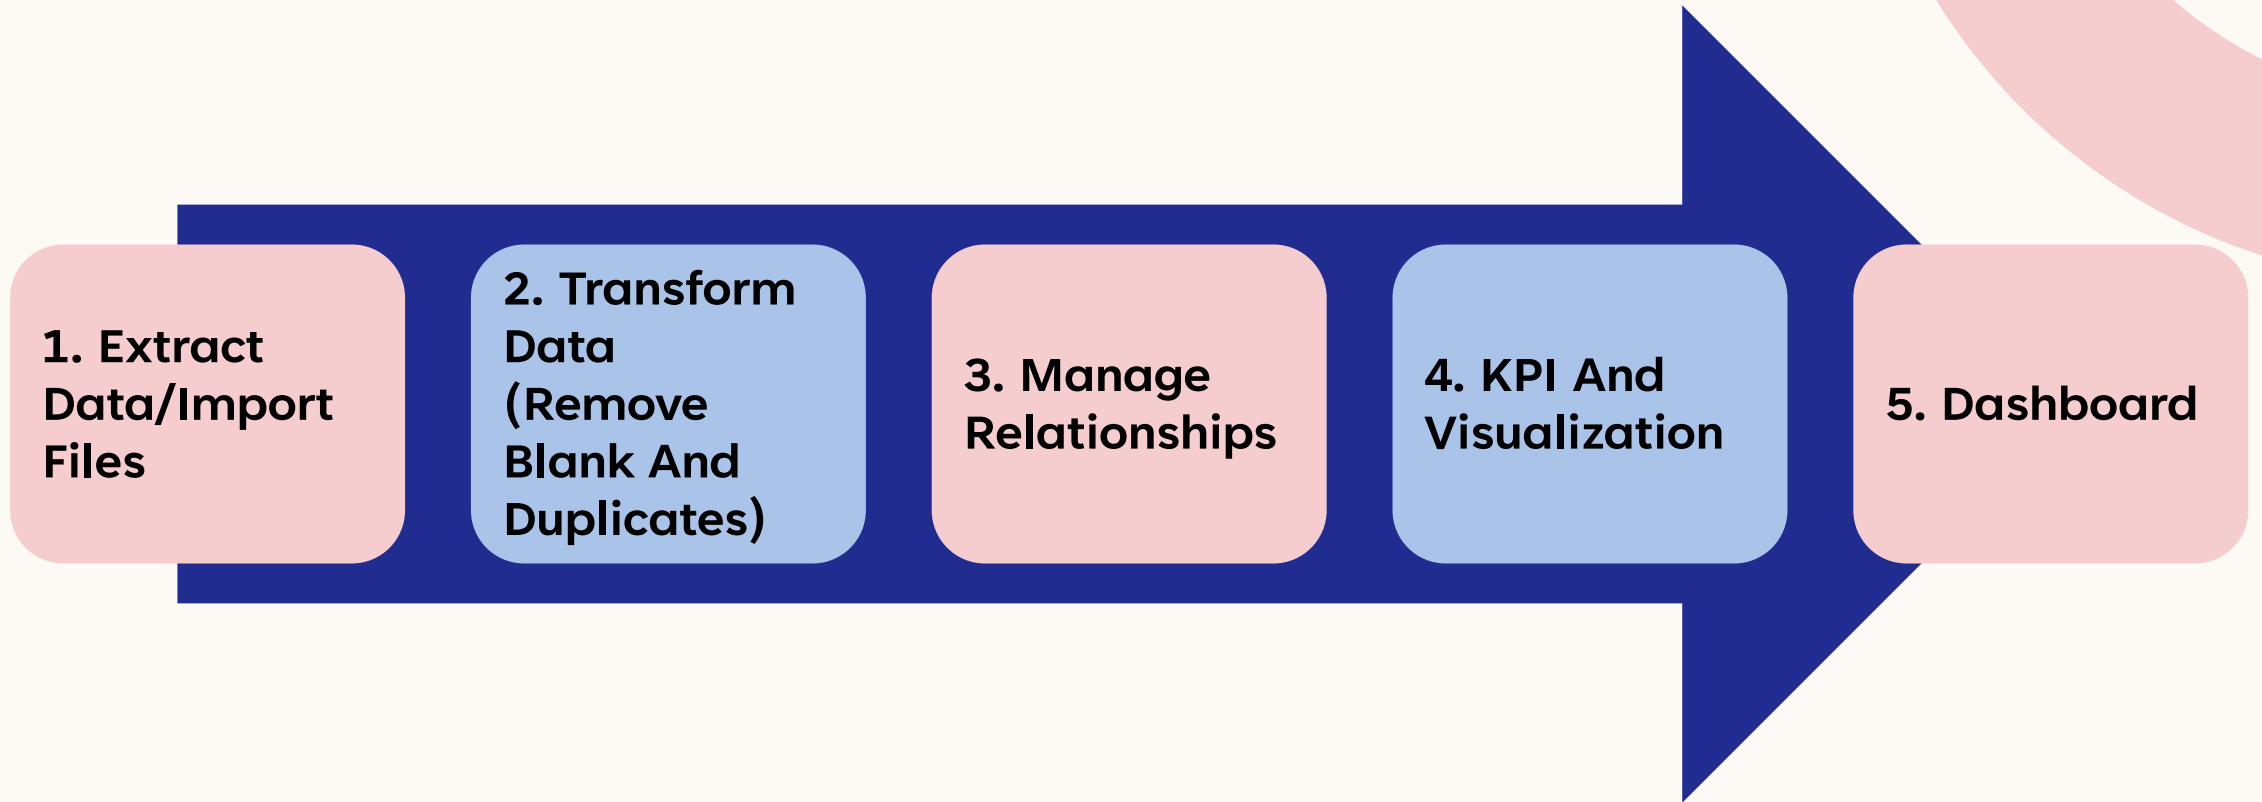 1. Extract
Data/Import
Files
2. Transform
Data
(Remove
Blank And
Duplicates)
3. Manage
Relationships
4. KPI And
Visualization
5. Dashboard